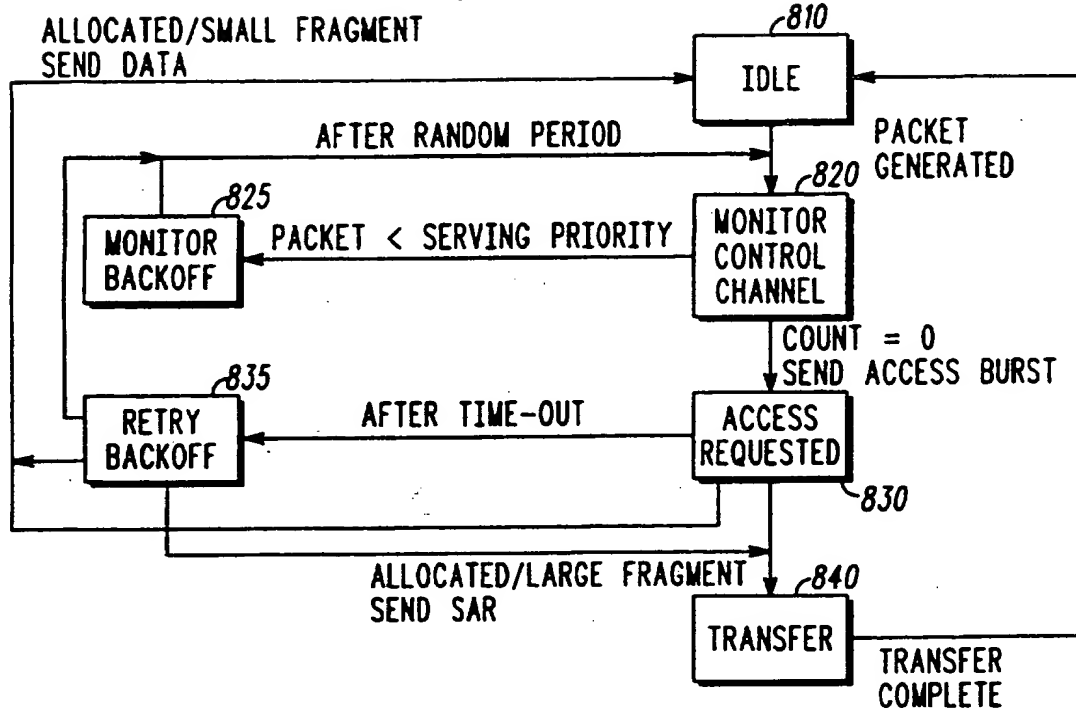 ALLOCATED/SMALL FRAGMENT
SEND DATA
810
IDLE
AFTER RANDOM PERIOD
PACKET
GENERATED
825
MONITOR
BACKOFF
PACKET < SERVING PRIORITY
820
MONITOR
CONTROL
CHANNEL
COUNT = 0
SEND ACCESS BURST
835
RETRY
BACKOFF
AFTER TIME-OUT
ACCESS
REQUESTED
830
ALLOCATED/LARGE FRAGMENT
SEND SAR
840
TRANSFER
TRANSFER
COMPLETE